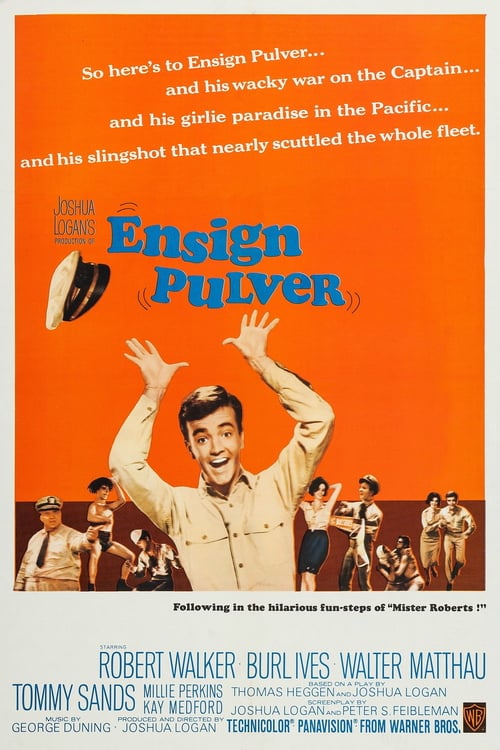 So here's to Ensign Pulver...
and his wacky war on the Captain...
and his girlie paradise in the Pacific...
and his slingshot that nearly scuttled the whole fleet.
JOSHUA
LOGAN'S
PRODUCTION OF
Ensign
PULVER
Following in the hilarious fun-steps of "Mister Roberts!"
STARRING
ROBERT WALKER · BURL IVES · WALTER MATTHAU
TOMMY SANDS
MILLIE PERKINS
KAY MEDFORD
BASED ON A PLAY BY
THOMAS HEGGEN AND JOSHUA LOGAN
SCREENPLAY BY
JOSHUA LOGAN AND PETER S. FEIBLEMAN
MUSIC BY
GEORGE DUNING
PRODUCED AND DIRECTED BY
JOSHUA LOGAN
TECHNICOLOR® PANAVISION® FROM WARNER BROS.
WB